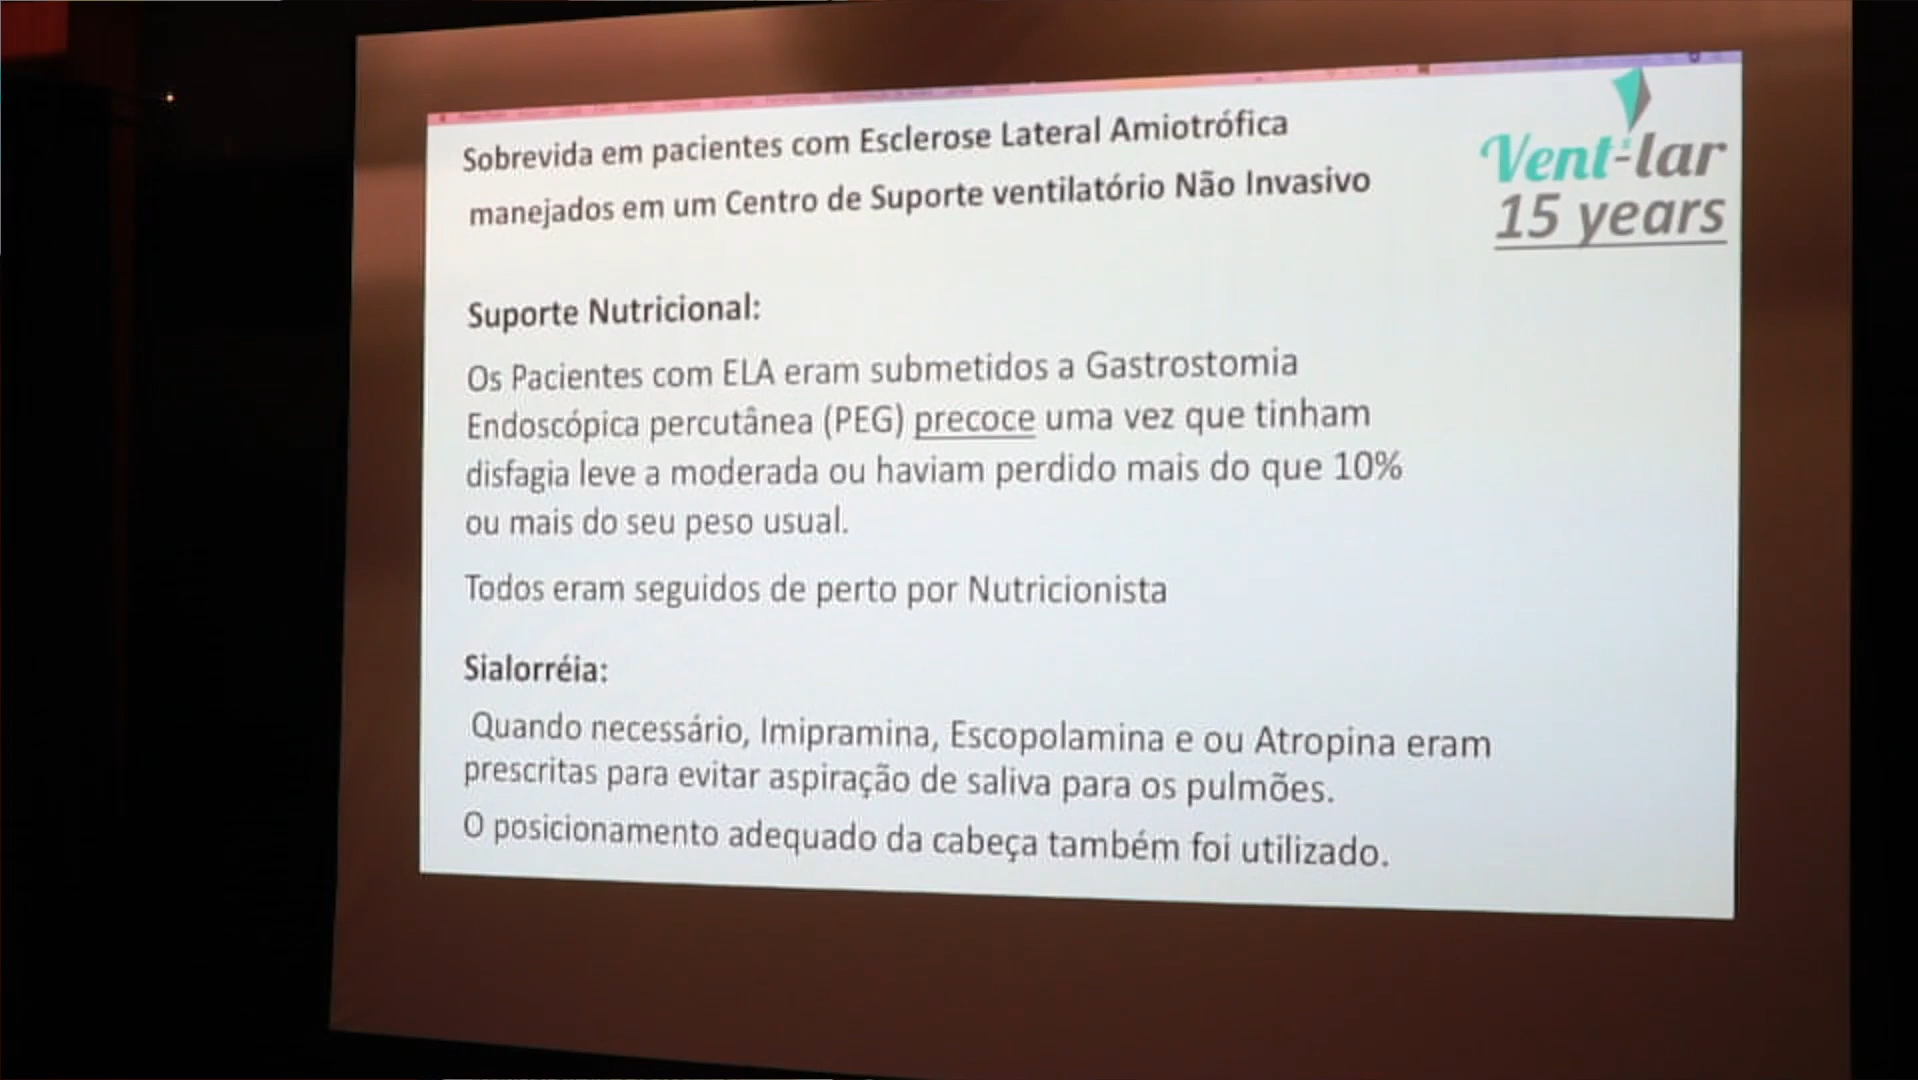 Sobrevida em pacientes com Esclerose Lateral Amiotrófica
manejados em um Centro de Suporte ventilatório Não Invasivo
Vent-lar
15 years
Suporte Nutricional:
Os Pacientes com ELA eram submetidos a Gastrostomia
Endoscópica percutânea (PEG) precoce uma vez que tinham
disfagia leve a moderada ou haviam perdido mais do que 10%
ou mais do seu peso usual.
Todos eram seguidos de perto por Nutricionista
Sialorréia:
Quando necessário, Imipramina, Escopolamina e ou Atropina eram
prescritas para evitar aspiração de saliva para os pulmões.
O posicionamento adequado da cabeça também foi utilizado.